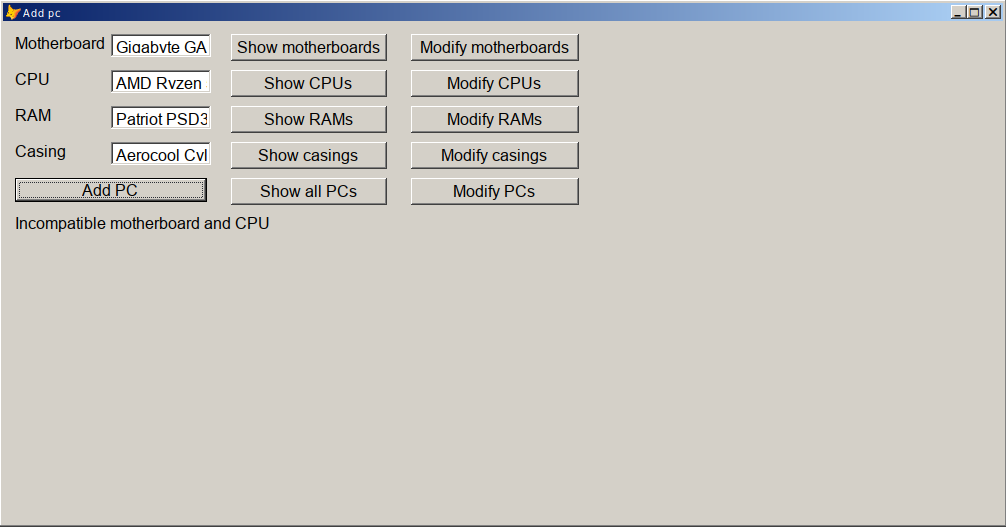 Add pc
Motherboard Gigabyte GA Show motherboards Modify motherboards
CPU AMD Ryzen Show CPUs Modify CPUs
RAM Patriot PSD3 Show RAMs Modify RAMs
Casing Aerocool Cyl Show casings Modify casings
Add PC Show all PCs Modify PCs
Incompatible motherboard and CPU